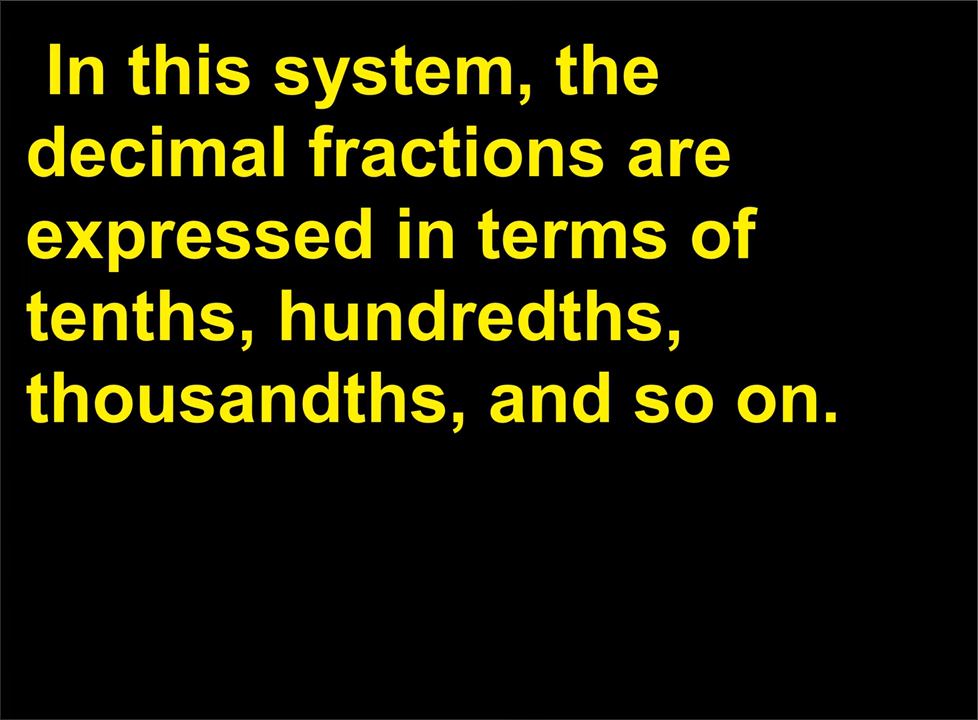 In this system, the
decimal fractions are
expressed in terms of
tenths, hundredths,
thousandths, and so on.